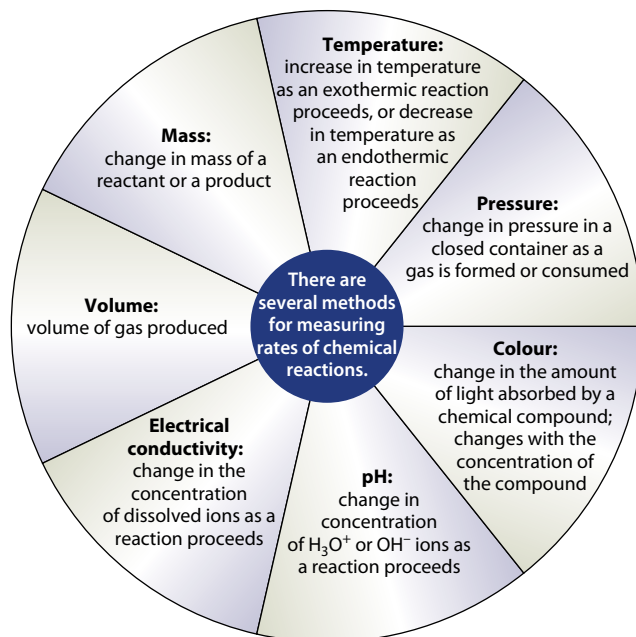 Temperature:
increase in temperature
as an exothermic reaction
proceeds, or decrease
in temperature as
an endothermic
reaction
proceeds
Pressure:
change in pressure in a
closed container as a
gas is formed or consumed
Colour:
change in the amount
of light absorbed by a
chemical compound;
changes with the
concentration of
the compound
pH:
change in
concentration
of H₃O⁺ or OH⁻ ions as
a reaction proceeds
Electrical
conductivity:
change in the
concentration
of dissolved ions as a
reaction proceeds
Volume:
volume of gas produced
Mass:
change in mass of a
reactant or a product
There are
several methods
for measuring
rates of chemical
reactions.